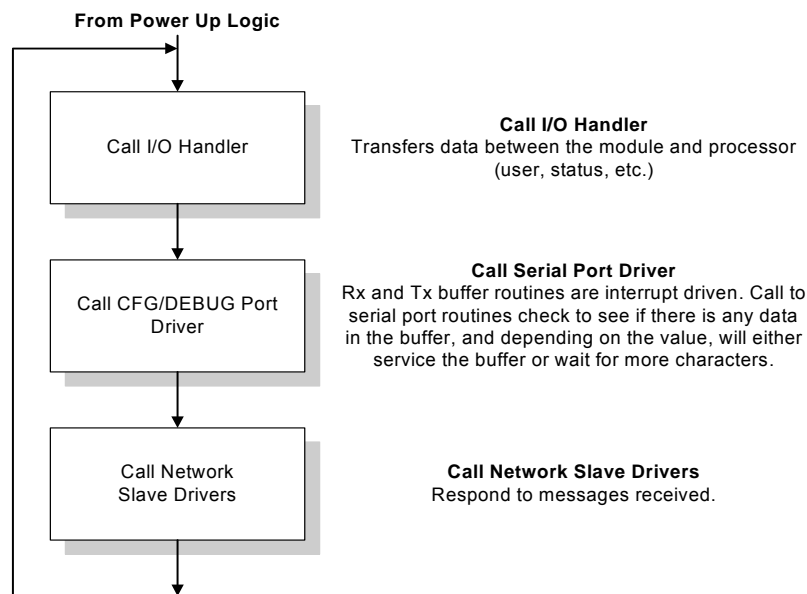 From Power Up Logic
Call I/O Handler
Call I/O Handler
Transfers data between the module and processor
(user, status, etc.)
Call CFG/DEBUG Port
Driver
Call Serial Port Driver
Rx and Tx buffer routines are interrupt driven. Call to
serial port routines check to see if there is any data
in the buffer, and depending on the value, will either
service the buffer or wait for more characters.
Call Network
Slave Drivers
Call Network Slave Drivers
Respond to messages received.